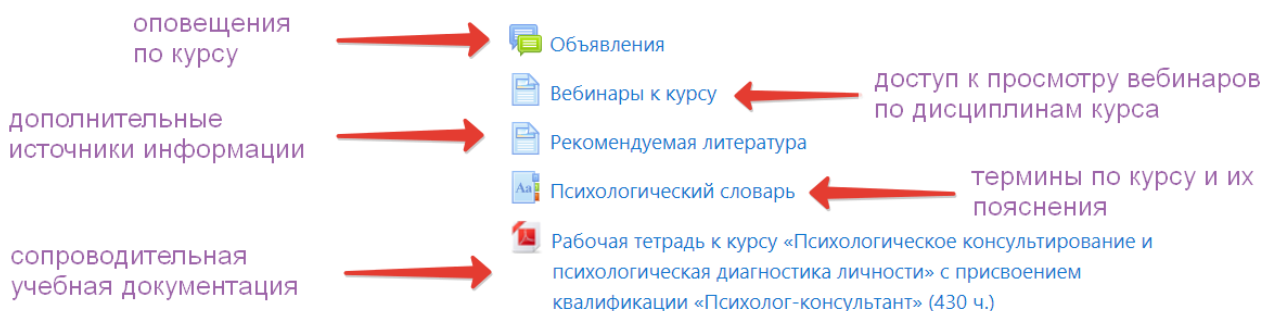 оповещения
по курсу
Объявления
Вебинары к курсу
доступ к просмотру вебинаров
по дисциплинам курса
дополнительные
источники информации
Рекомендуемая литература
Aa
Психологический словарь
термины по курсу и их
пояснения
сопроводительная
учебная документация
Рабочая тетрадь к курсу «Психологическое консультирование и
психологическая диагностика личности» с присвоением
квалификации «Психолог-консультант» (430 ч.)